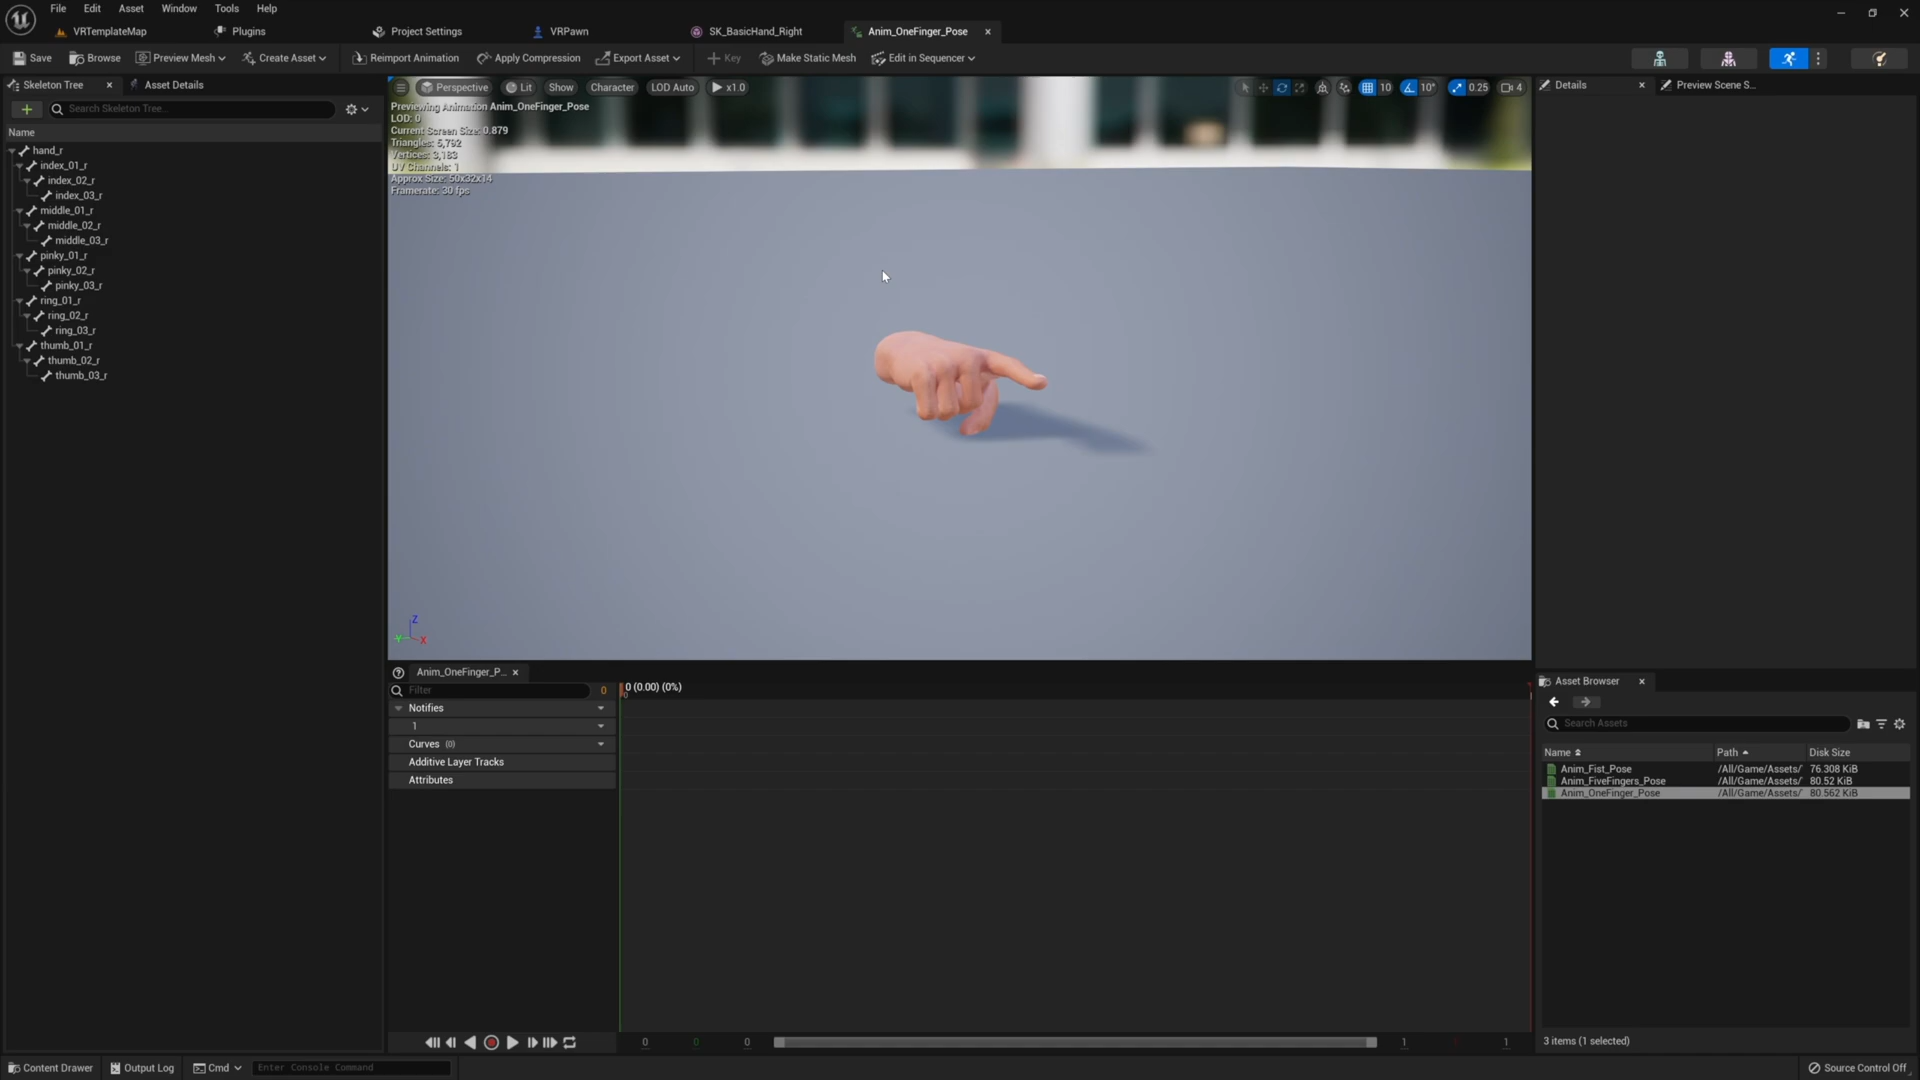 File Edit Asset Window Tools Help
VRTemplateMap Plugins Project Settings VRPawn SK_BasicHand_Right Anim_OneFinger_Pose
Save Browse Preview Mesh Create Asset Reimport Animation Apply Compression Export Asset Key Make Static Mesh Edit in Sequencer
Skeleton Tree Asset Details
Search Skeleton Tree...
Name
hand_r
index_01_r
index_02_r
index_03_r
middle_01_r
middle_02_r
middle_03_r
pinky_01_r
pinky_02_r
pinky_03_r
ring_01_r
ring_02_r
ring_03_r
thumb_01_r
thumb_02_r
thumb_03_r
Perspective Lit Show Character LOD Auto x1.0 10 10° 0.25 4
Previewing Animation Anim_OneFinger_Pose
LOD: 0
Current Screen Size: 0.879
Triangles: 5,792
Vertices: 3,183
UV Channels: 1
Approx Size: 50x32x14
Framerate: 30 fps
Z
Y X
Details Preview Scene S...
Anim_OneFinger_P...
Filter 0
0 (0.00) (0%)
0
Notifies
1
Curves (0)
Additive Layer Tracks
Attributes
0 0 0 1 1
Asset Browser
Search Assets
Name Path Disk Size
Anim_Fist_Pose /All/Game/Assets/ 76.308 KiB
Anim_FiveFingers_Pose /All/Game/Assets/ 80.52 KiB
Anim_OneFinger_Pose /All/Game/Assets/ 80.562 KiB
3 items (1 selected)
Content Drawer Output Log Cmd Enter Console Command Source Control Off